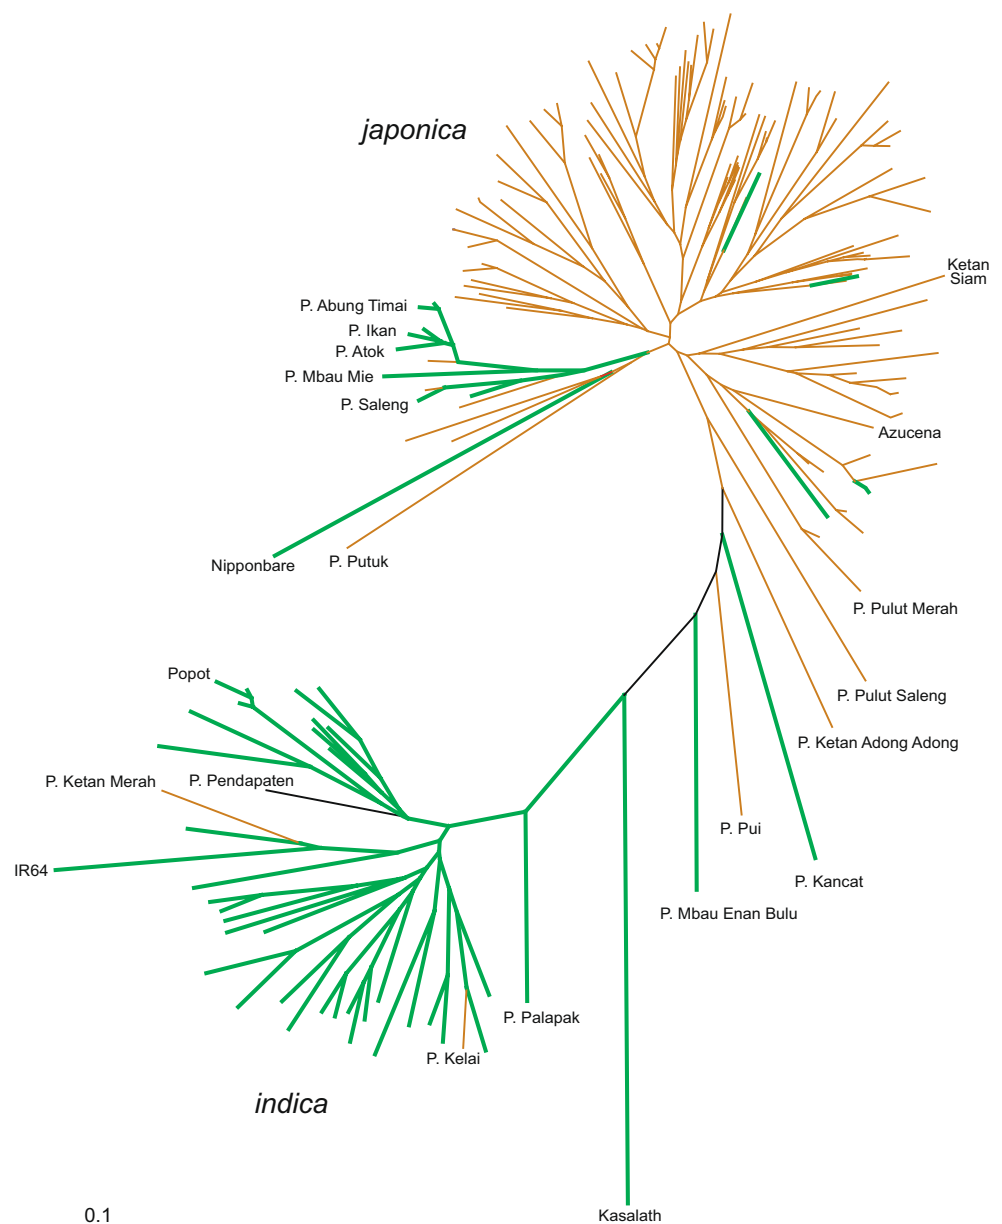 japonica
Ketan
Siam
P. Abung Timai
P. Ikan
P. Atok
P. Mbau Mie
P. Saleng
Azucena
Nipponbare
P. Putuk
P. Pulut Merah
Popot
P. Pulut Saleng
P. Ketan Adong Adong
P. Ketan Merah
P. Pendapaten
P. Pui
IR64
P. Kancat
P. Mbau Enan Bulu
P. Palapak
P. Kelai
indica
0.1
Kasalath